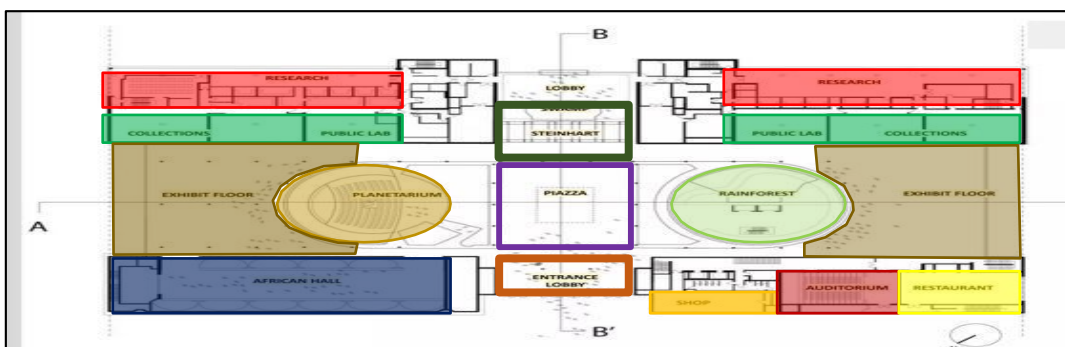 B
RESEARCH
LOBBY
RESEARCH
SWAMP
COLLECTIONS
PUBLIC LAB
STEINHART
PUBLIC LAB
COLLECTIONS
EXHIBIT FLOOR
PLANETARIUM
PIAZZA
RAINFOREST
EXHIBIT FLOOR
A
AFRICAN HALL
ENTRANCE
LOBBY
SHOP
AUDITORIUM
RESTAURANT
B'